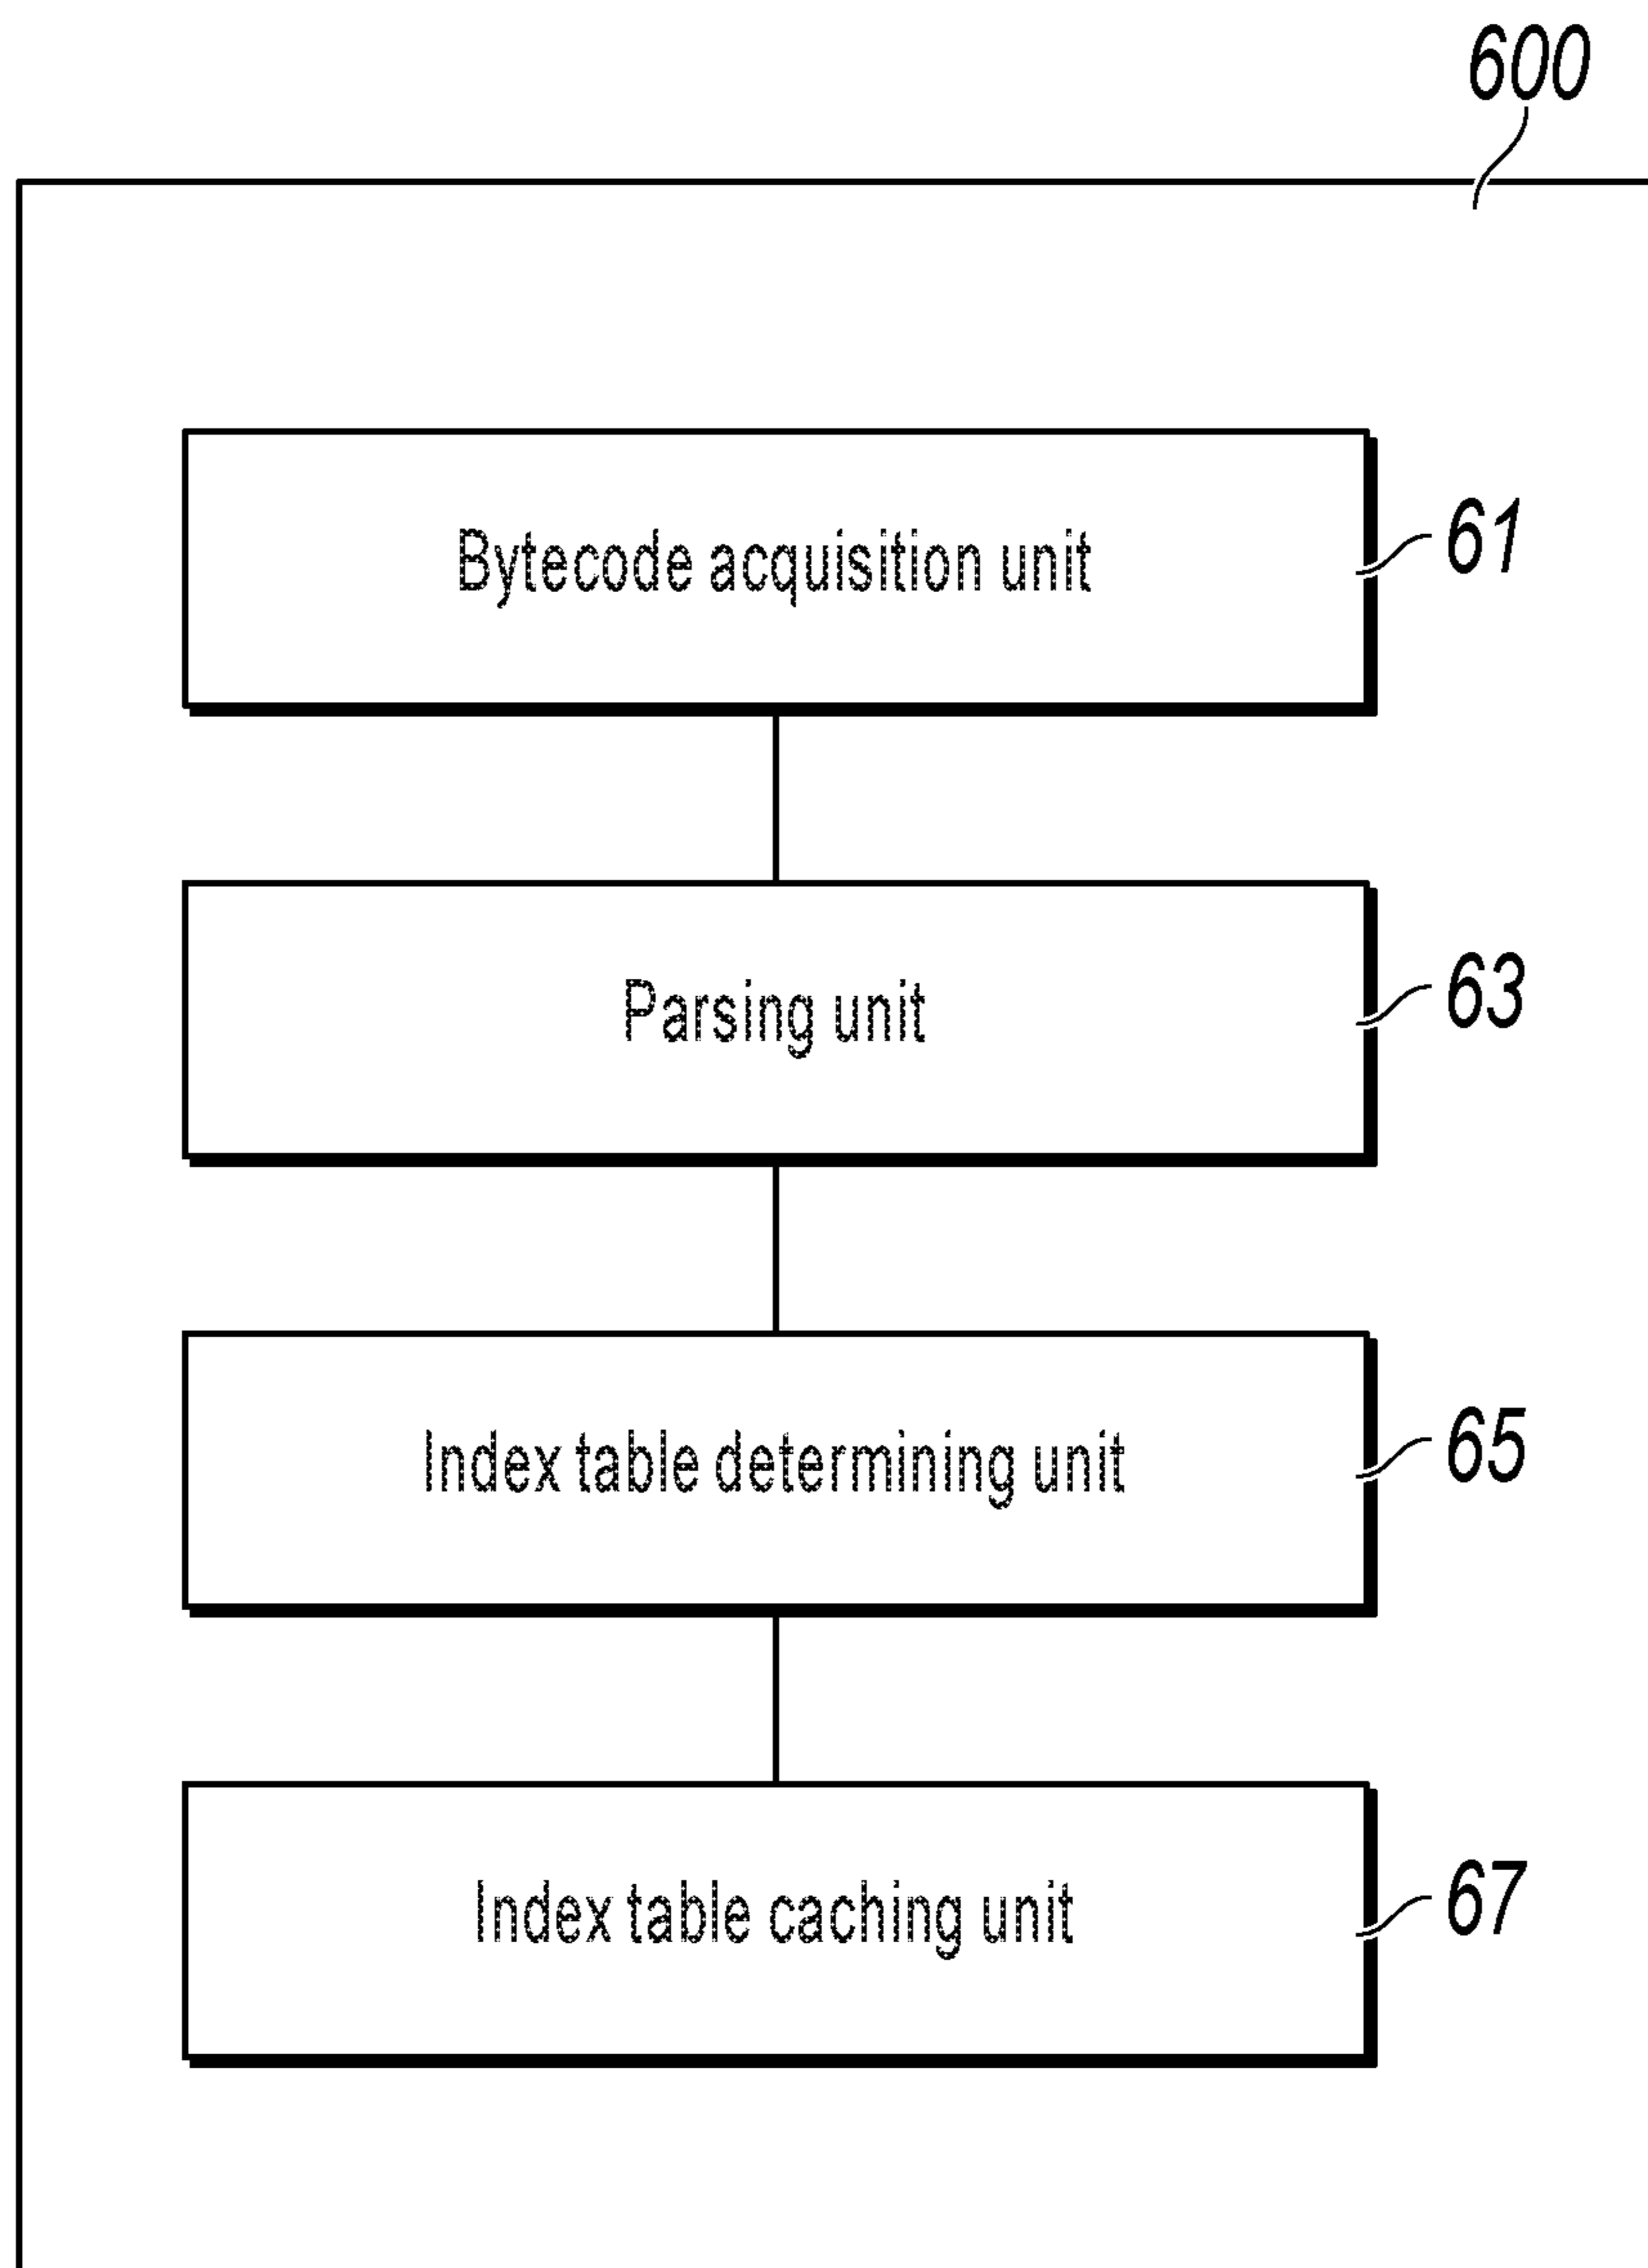 600
Bytecode acquisition unit
61
Parsing unit
63
Index table determining unit
65
Index table caching unit
67